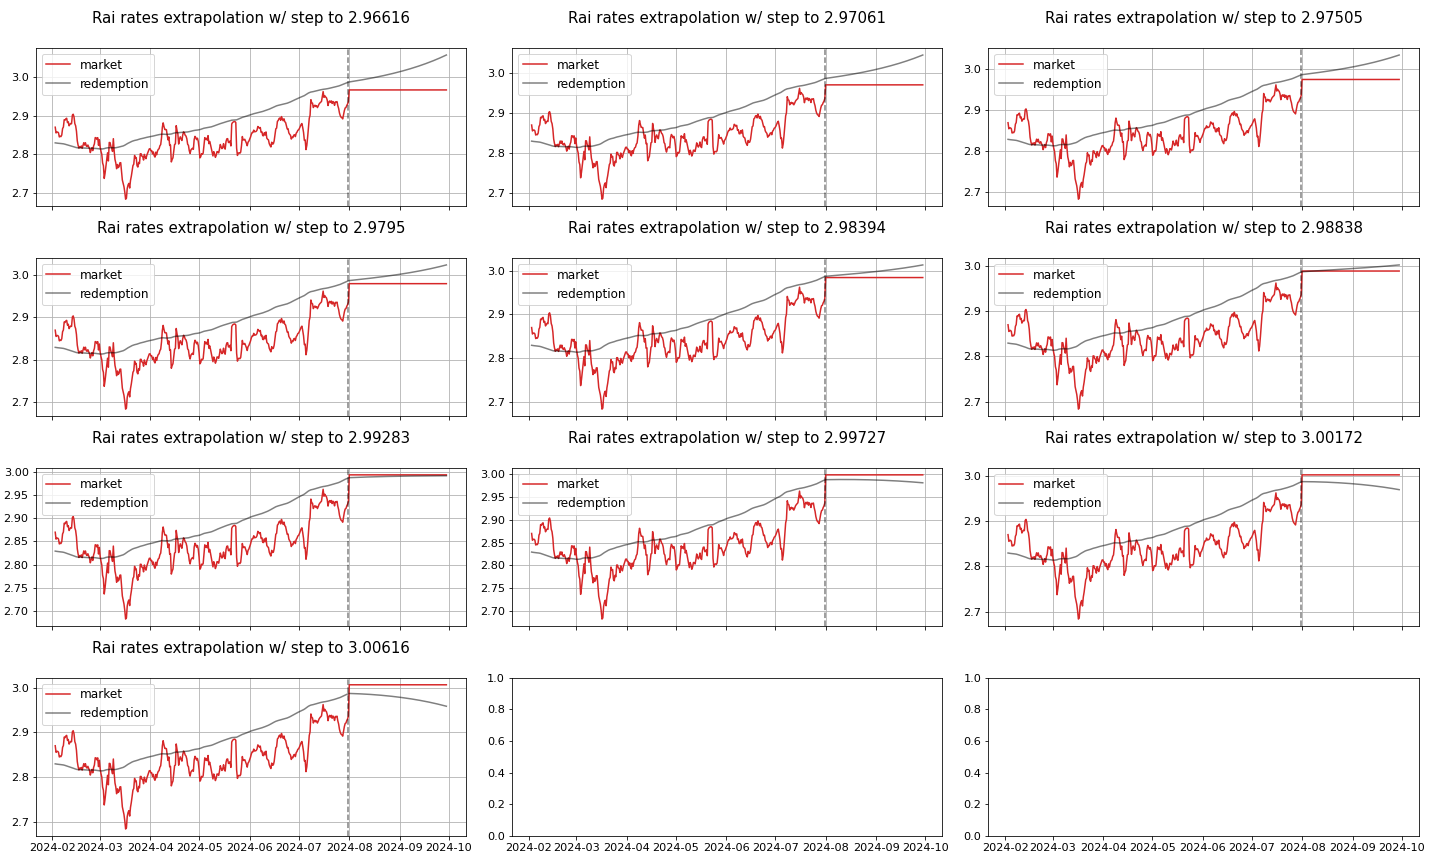 Rai rates extrapolation w/ step to 2.96616
Rai rates extrapolation w/ step to 2.97061
Rai rates extrapolation w/ step to 2.97505
market
redemption
3.0
2.9
2.8
2.7
market
redemption
3.0
2.9
2.8
2.7
market
redemption
3.0
2.9
2.8
2.7
Rai rates extrapolation w/ step to 2.9795
Rai rates extrapolation w/ step to 2.98394
Rai rates extrapolation w/ step to 2.98838
market
redemption
3.0
2.9
2.8
2.7
market
redemption
3.0
2.9
2.8
2.7
market
redemption
3.0
2.9
2.8
2.7
Rai rates extrapolation w/ step to 2.99283
Rai rates extrapolation w/ step to 2.99727
Rai rates extrapolation w/ step to 3.00172
market
redemption
3.00
2.95
2.90
2.85
2.80
2.75
2.70
market
redemption
3.00
2.95
2.90
2.85
2.80
2.75
2.70
market
redemption
3.0
2.9
2.8
2.7
Rai rates extrapolation w/ step to 3.00616
market
redemption
3.0
2.9
2.8
2.7
2024-02 2024-03 2024-04 2024-05 2024-06 2024-07 2024-08 2024-09 2024-10
1.0
0.8
0.6
0.4
0.2
0.0
2024-02 2024-03 2024-04 2024-05 2024-06 2024-07 2024-08 2024-09 2024-10
1.0
0.8
0.6
0.4
0.2
0.0
2024-02 2024-03 2024-04 2024-05 2024-06 2024-07 2024-08 2024-09 2024-10